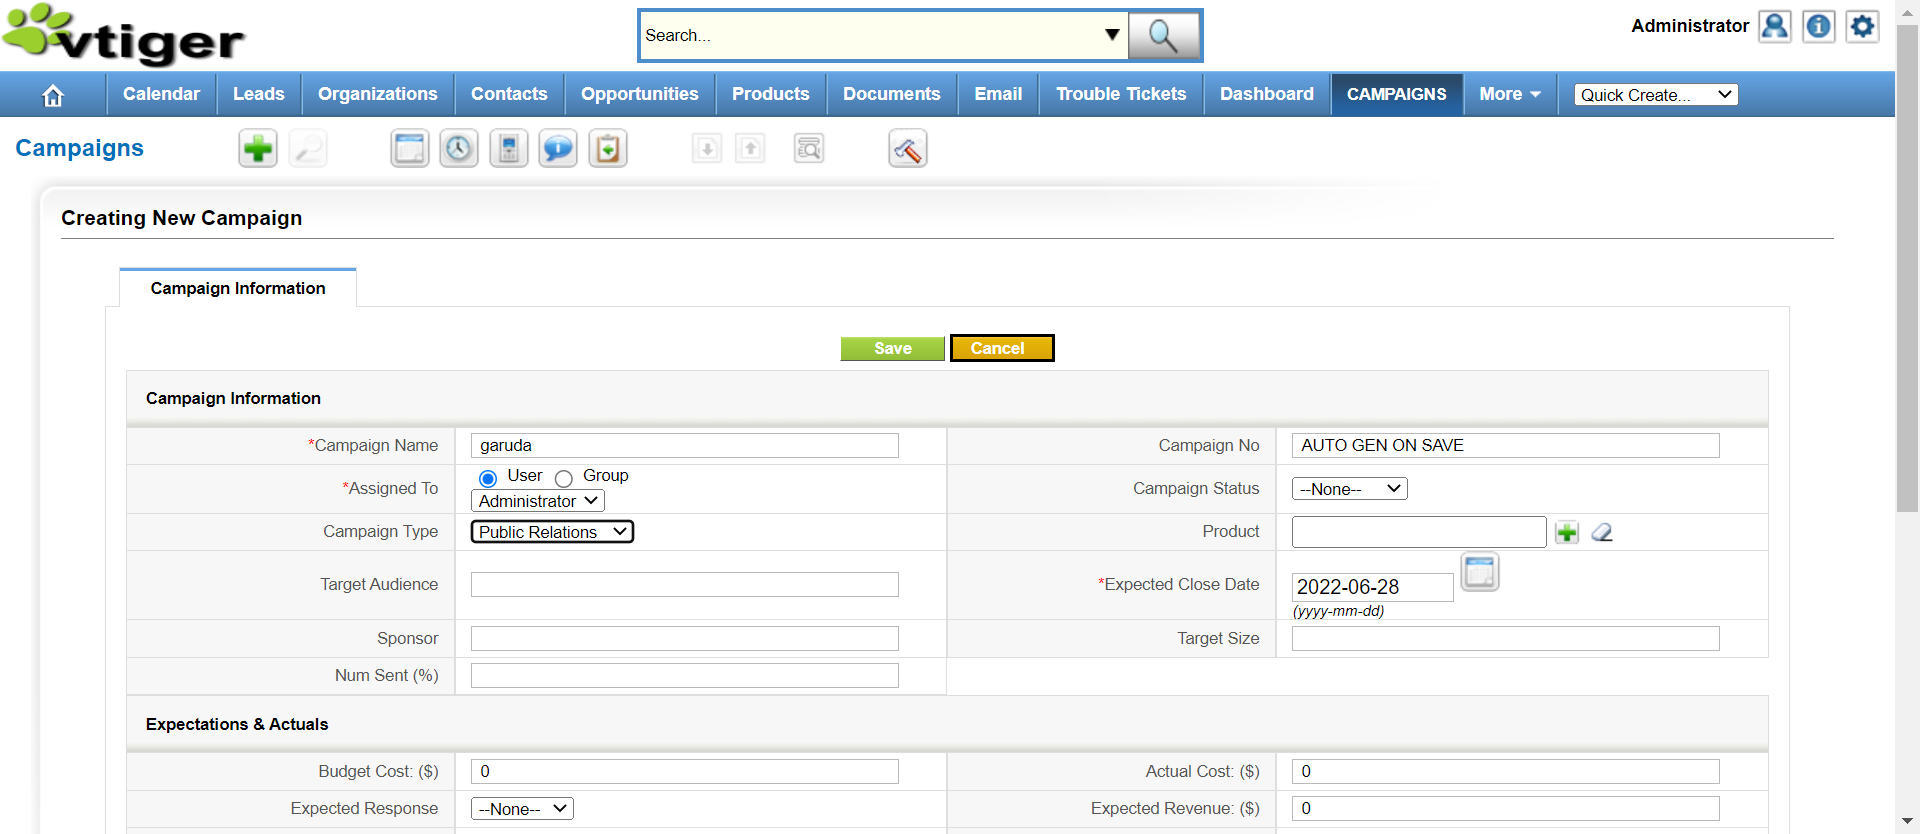 vtiger
Search...
Administrator
Calendar Leads Organizations Contacts Opportunities Products Documents Email Trouble Tickets Dashboard CAMPAIGNS More Quick Create...
Campaigns
Creating New Campaign
Campaign Information
Save Cancel
Campaign Information
*Campaign Name garuda Campaign No AUTO GEN ON SAVE
*Assigned To User Group Administrator Campaign Status --None--
Campaign Type Public Relations Product
Target Audience *Expected Close Date 2022-06-28
(yyyy-mm-dd)
Sponsor Target Size
Num Sent (%)
Expectations & Actuals
Budget Cost: ($) 0 Actual Cost: ($) 0
Expected Response --None-- Expected Revenue: ($) 0